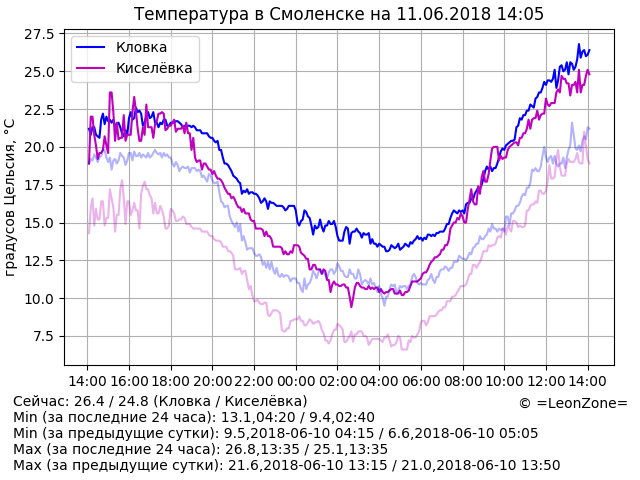 Температура в Смоленске на 11.06.2018 14:05
27.5
25.0
22.5
20.0
17.5
15.0
12.5
10.0
7.5
градусов Цельсия, °C
Кловка
Киселёвка
14:00 16:00 18:00 20:00 22:00 00:00 02:00 04:00 06:00 08:00 10:00 12:00 14:00
Сейчас: 26.4 / 24.8 (Кловка / Киселёвка)
© =LeonZone=
Min (за последние 24 часа): 13.1,04:20 / 9.4,02:40
Min (за предыдущие сутки): 9.5,2018-06-10 04:15 / 6.6,2018-06-10 05:05
Max (за последние 24 часа): 26.8,13:35 / 25.1,13:35
Max (за предыдущие сутки): 21.6,2018-06-10 13:15 / 21.0,2018-06-10 13:50